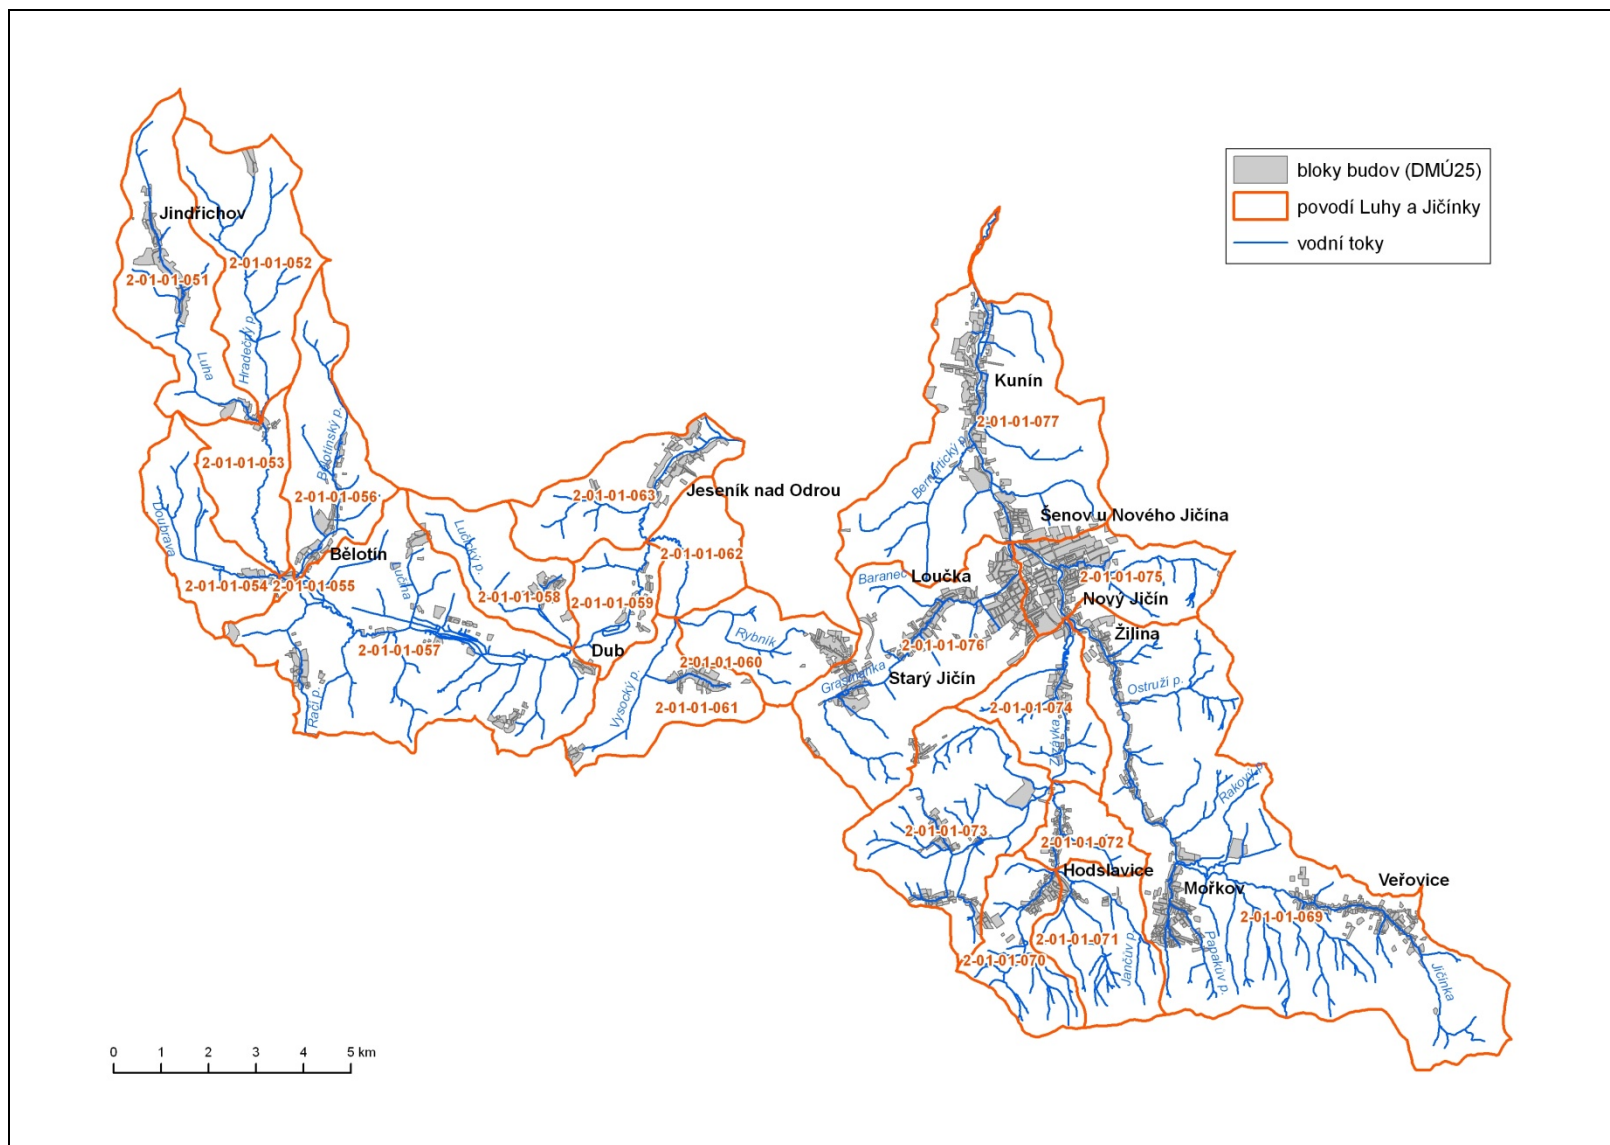 bloky budov (DMÚ25)
povodí Luhy a Jičínky
vodní toky
Jindřichov
2-01-01-052
2-01-01-051
Hradečný p.
Luha
Kunín
2-01-01-077
Bělotínský p.
2-01-01-053
Bernartický p.
2-01-01-056
2-01-01-063
Jeseník nad Odrou
Doubrava
Šenov u Nového Jičína
Lučický p.
Bělotín
2-01-01-062
Lučina
Baranec
Loučka
2-01-01-075
2-01-01-054
2-01-01-055
2-01-01-058
2-01-01-059
Nový Jičín
Žilina
Rybník
2-01-01-057
Dub
2-01-01-076
2-01-01-060
Grasmanka
Starý Jičín
Ostruží p.
Račí p.
Vysocký p.
2-01-01-061
2-01-01-074
Zrzávka
Rakový p.
2-01-01-073
2-01-01-072
Hodslavice
Mořkov
Veřovice
2-01-01-069
2-01-01-071
2-01-01-070
Jančův p.
Papakův p.
Jičínka
0 1 2 3 4 5 km